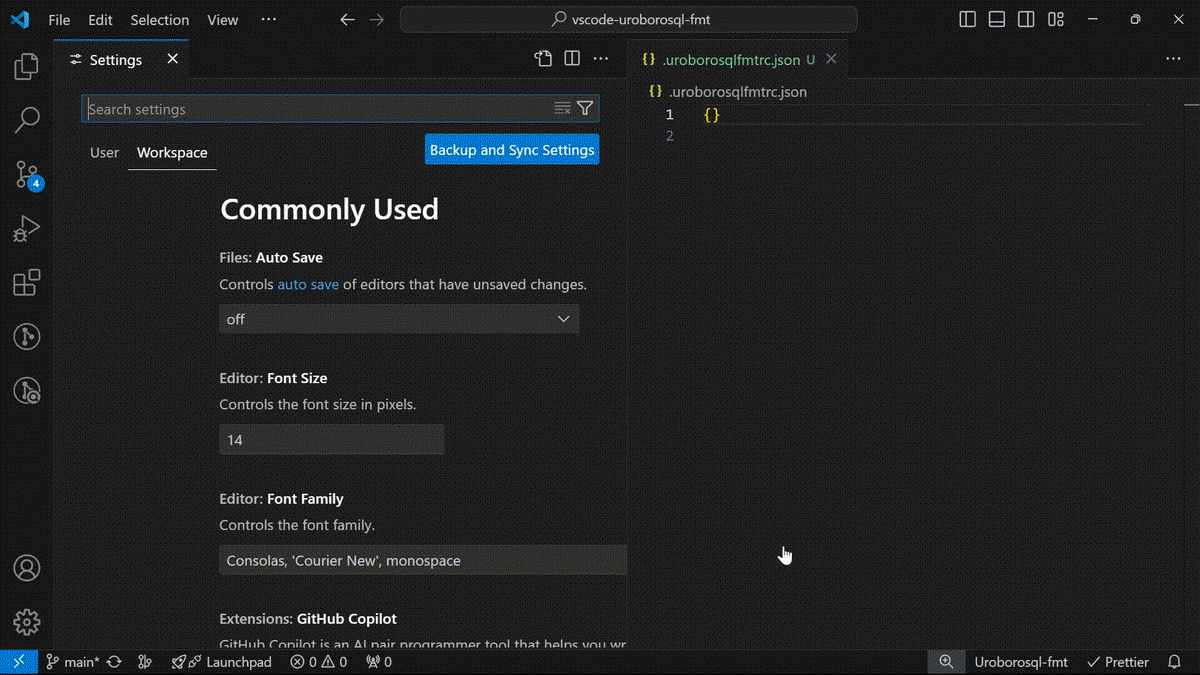 File Edit Selection View ··· vscode-uroborosql-fmt
Settings
Search settings
User Workspace Backup and Sync Settings
Commonly Used
Files: Auto Save
Controls auto save of editors that have unsaved changes.
off
Editor: Font Size
Controls the font size in pixels.
14
Editor: Font Family
Controls the font family.
Consolas, 'Courier New', monospace
Extensions: GitHub Copilot
GitHub Copilot is an AI pair programmer tool that helps you wr
{} .uroborosqlfmtrc.json U
{} .uroborosqlfmtrc.json
1 {}
2
4
main* Launchpad 0 0 0 Uroborosql-fmt Prettier